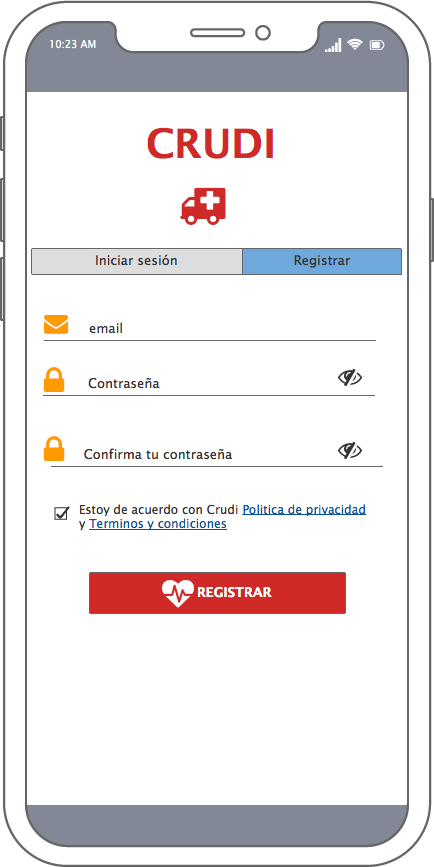 10:23 AM
CRUDI
Iniciar sesión
Registrar
email
Contraseña
Confirma tu contraseña
Estoy de acuerdo con Crudi Politica de privacidad
y Terminos y condiciones
REGISTRAR